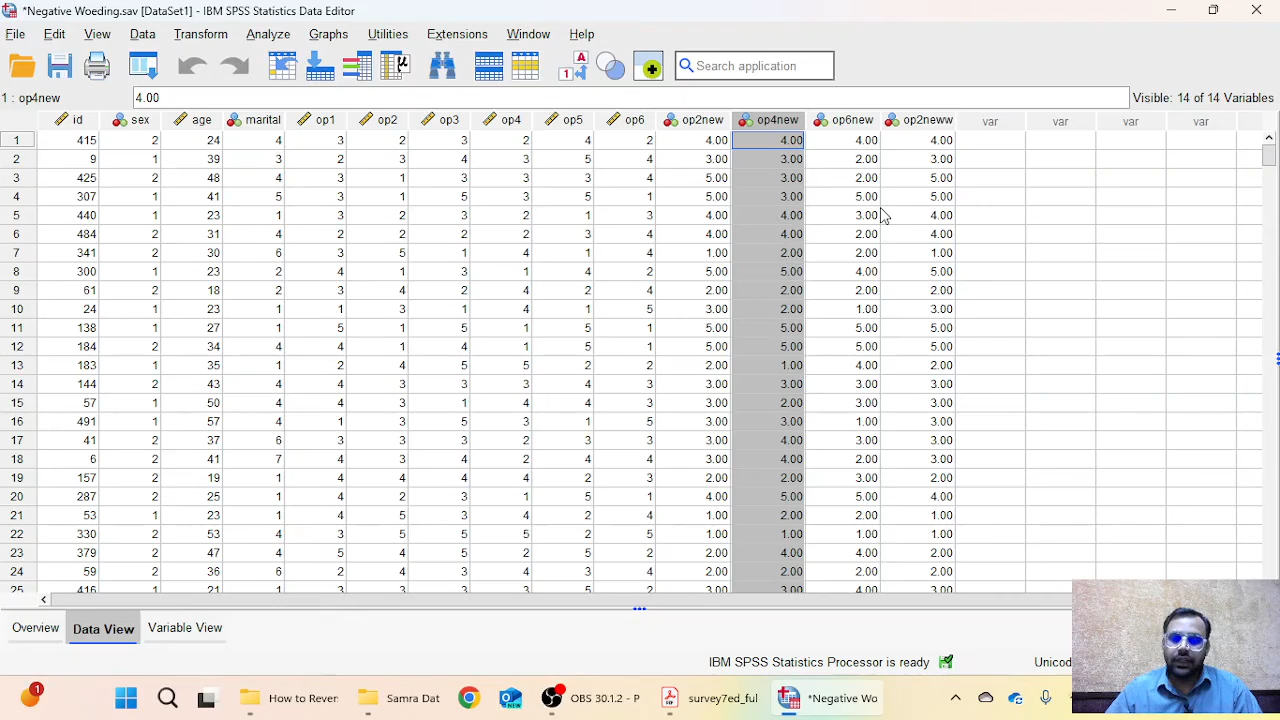 *Negative Woeding.sav [DataSet1] - IBM SPSS Statistics Data Editor
File Edit View Data Transform Analyze Graphs Utilities Extensions Window Help
1 A Search application
1 : op4new 4.00 Visible: 14 of 14 Variables
id sex age marital op1 op2 op3 op4 op5 op6 op2new op4new op6new op2neww var var var var
1 415 2 24 4 3 2 3 2 4 2 4.00 4.00 4.00 4.00
2 9 1 39 3 2 3 4 3 5 4 3.00 3.00 2.00 3.00
3 425 2 48 4 3 1 3 3 3 4 5.00 3.00 2.00 5.00
4 307 1 41 5 3 1 5 3 5 1 5.00 3.00 5.00 5.00
5 440 1 23 1 3 2 3 2 1 3 4.00 4.00 3.00 4.00
6 484 2 31 4 2 2 2 2 3 4 4.00 4.00 2.00 4.00
7 341 2 30 6 3 5 1 4 1 4 1.00 2.00 2.00 1.00
8 300 1 23 2 4 1 3 1 4 2 5.00 5.00 4.00 5.00
9 61 2 18 2 3 4 2 4 2 4 2.00 2.00 2.00 2.00
10 24 1 23 1 1 3 1 4 1 5 3.00 2.00 1.00 3.00
11 138 1 27 1 5 1 5 1 5 1 5.00 5.00 5.00 5.00
12 184 2 34 4 4 1 4 1 5 1 5.00 5.00 5.00 5.00
13 183 1 35 1 2 4 5 5 2 2 2.00 1.00 4.00 2.00
14 144 2 43 4 4 3 3 3 4 3 3.00 3.00 3.00 3.00
15 57 1 50 4 4 3 1 4 4 3 3.00 2.00 3.00 3.00
16 491 1 57 4 1 3 5 3 1 5 3.00 3.00 1.00 3.00
17 41 2 37 6 3 3 3 2 3 3 3.00 4.00 3.00 3.00
18 6 2 41 7 4 3 4 2 4 4 3.00 4.00 2.00 3.00
19 157 2 19 1 4 4 4 4 2 3 2.00 2.00 3.00 2.00
20 287 1 25 1 4 2 3 1 5 1 4.00 5.00 5.00 4.00
21 53 1 23 1 4 5 3 4 2 4 1.00 2.00 2.00 1.00
22 330 2 53 4 3 5 5 5 2 5 1.00 1.00 1.00 1.00
23 379 2 47 4 5 4 5 2 5 2 2.00 4.00 4.00 2.00
24 59 2 36 6 2 4 3 4 3 4 2.00 2.00 2.00 2.00
25 416 1 21 1 3 3 3 3 5 2 3.00 3.00 4.00 3.00
Overview Data View Variable View
IBM SPSS Statistics Processor is ready Unicod
1 How to Rever Samra Dat NEW OBS 30.1.2 - P survey7ed_ful *Negative Wo